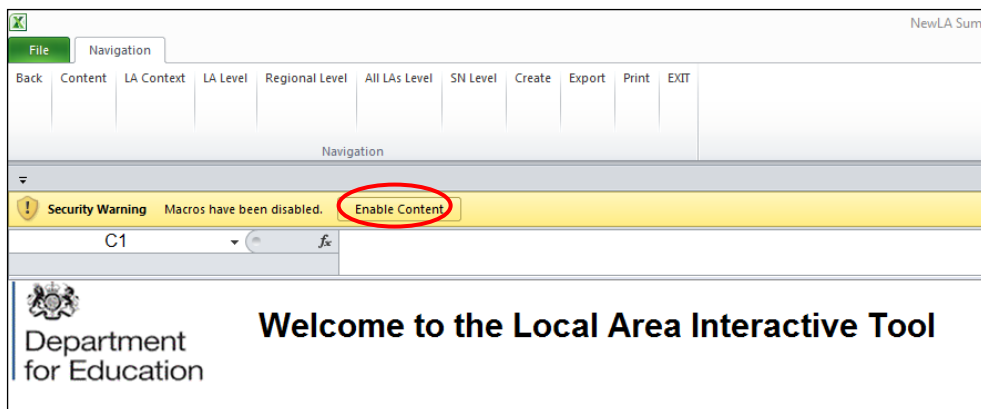 NewLA Sum
File Navigation
Back Content LA Context LA Level Regional Level All LAs Level SN Level Create Export Print EXIT
Navigation
Security Warning Macros have been disabled. Enable Content
C1 fx
Welcome to the Local Area Interactive Tool
Department
for Education